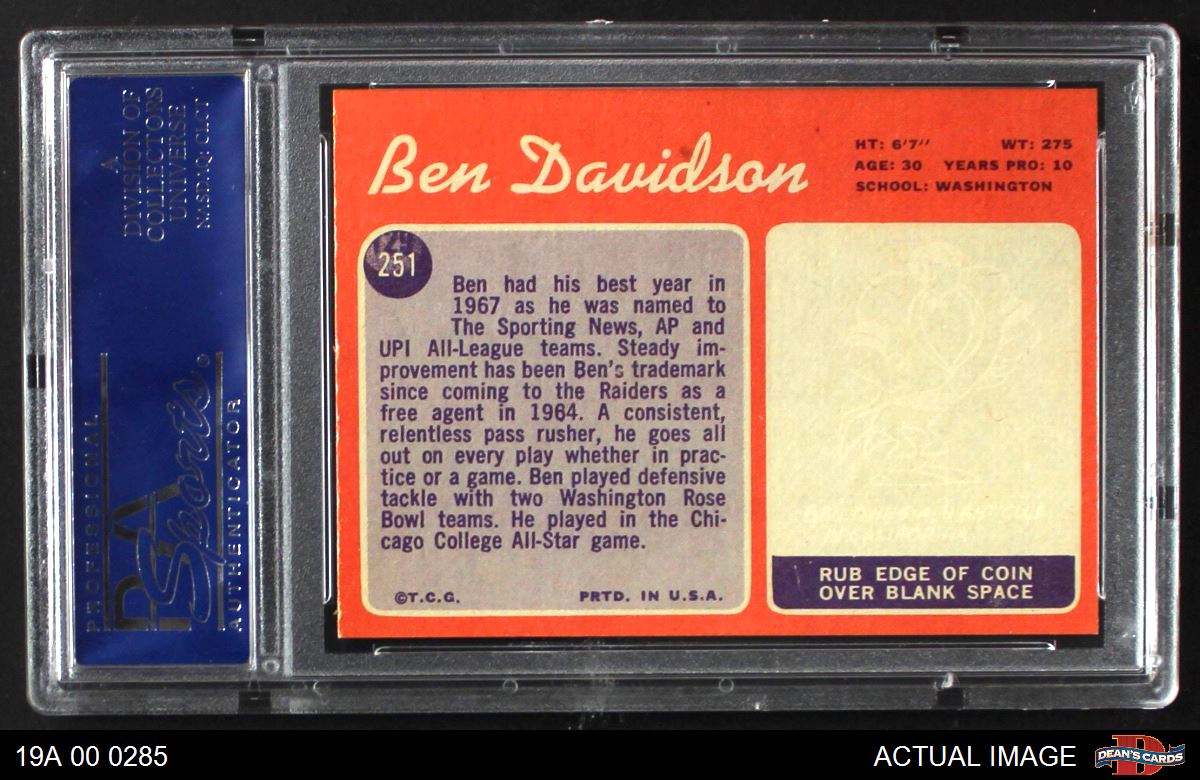 A
DIVISION OF
COLLECTORS
UNIVERSE
NASDAQ: CLCT
PROFESSIONAL
PSA
Sports
AUTHENTICATOR
Ben Davidson
HT: 6'7" WT: 275
AGE: 30 YEARS PRO: 10
SCHOOL: WASHINGTON
251
Ben had his best year in
1967 as he was named to
The Sporting News, AP and
UPI All-League teams. Steady im-
provement has been Ben's trademark
since coming to the Raiders as a
free agent in 1964. A consistent,
relentless pass rusher, he goes all
out on every play whether in prac-
tice or a game. Ben played defensive
tackle with two Washington Rose
Bowl teams. He played in the Chi-
cago College All-Star game.
©T.C.G. PRTD. IN U.S.A.
RUB EDGE OF COIN
OVER BLANK SPACE
19A 00 0285
ACTUAL IMAGE
DEAN'S CARDS